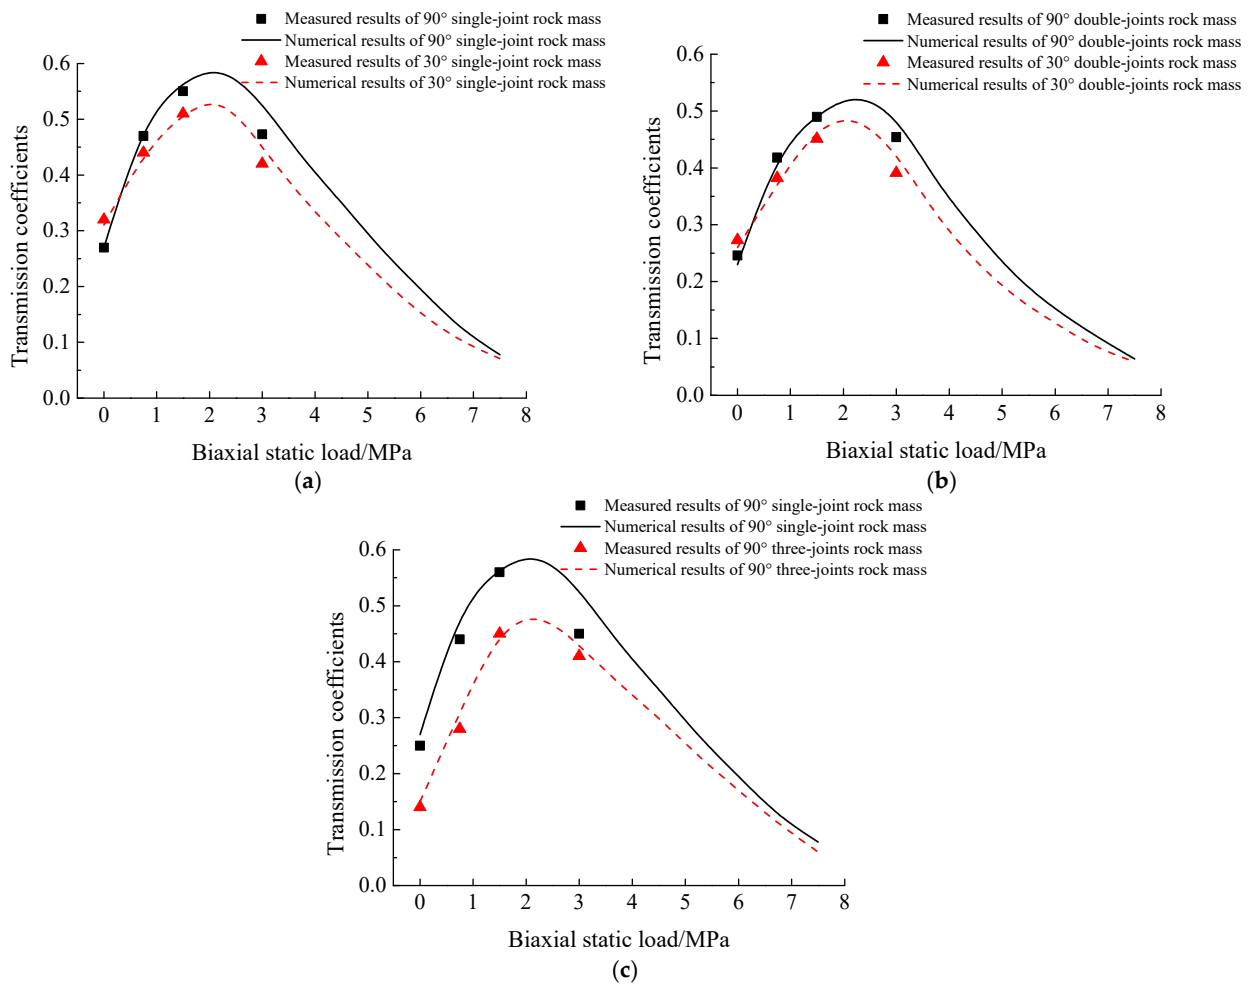 Measured results of 90° single-joint rock mass
Numerical results of 90° single-joint rock mass
Measured results of 30° single-joint rock mass
Numerical results of 30° single-joint rock mass
Transmission coefficients
0.6
0.5
0.4
0.3
0.2
0.1
0.0
0 1 2 3 4 5 6 7 8
Biaxial static load/MPa
(a)
Measured results of 90° double-joints rock mass
Numerical results of 90° double-joints rock mass
Measured results of 30° double-joints rock mass
Numerical results of 30° double-joints rock mass
Transmission coefficients
0.6
0.5
0.4
0.3
0.2
0.1
0.0
0 1 2 3 4 5 6 7 8
Biaxial static load/MPa
(b)
Measured results of 90° single-joint rock mass
Numerical results of 90° single-joint rock mass
Measured results of 90° three-joints rock mass
Numerical results of 90° three-joints rock mass
Transmission coefficients
0.6
0.5
0.4
0.3
0.2
0.1
0.0
0 1 2 3 4 5 6 7 8
Biaxial static load/MPa
(c)